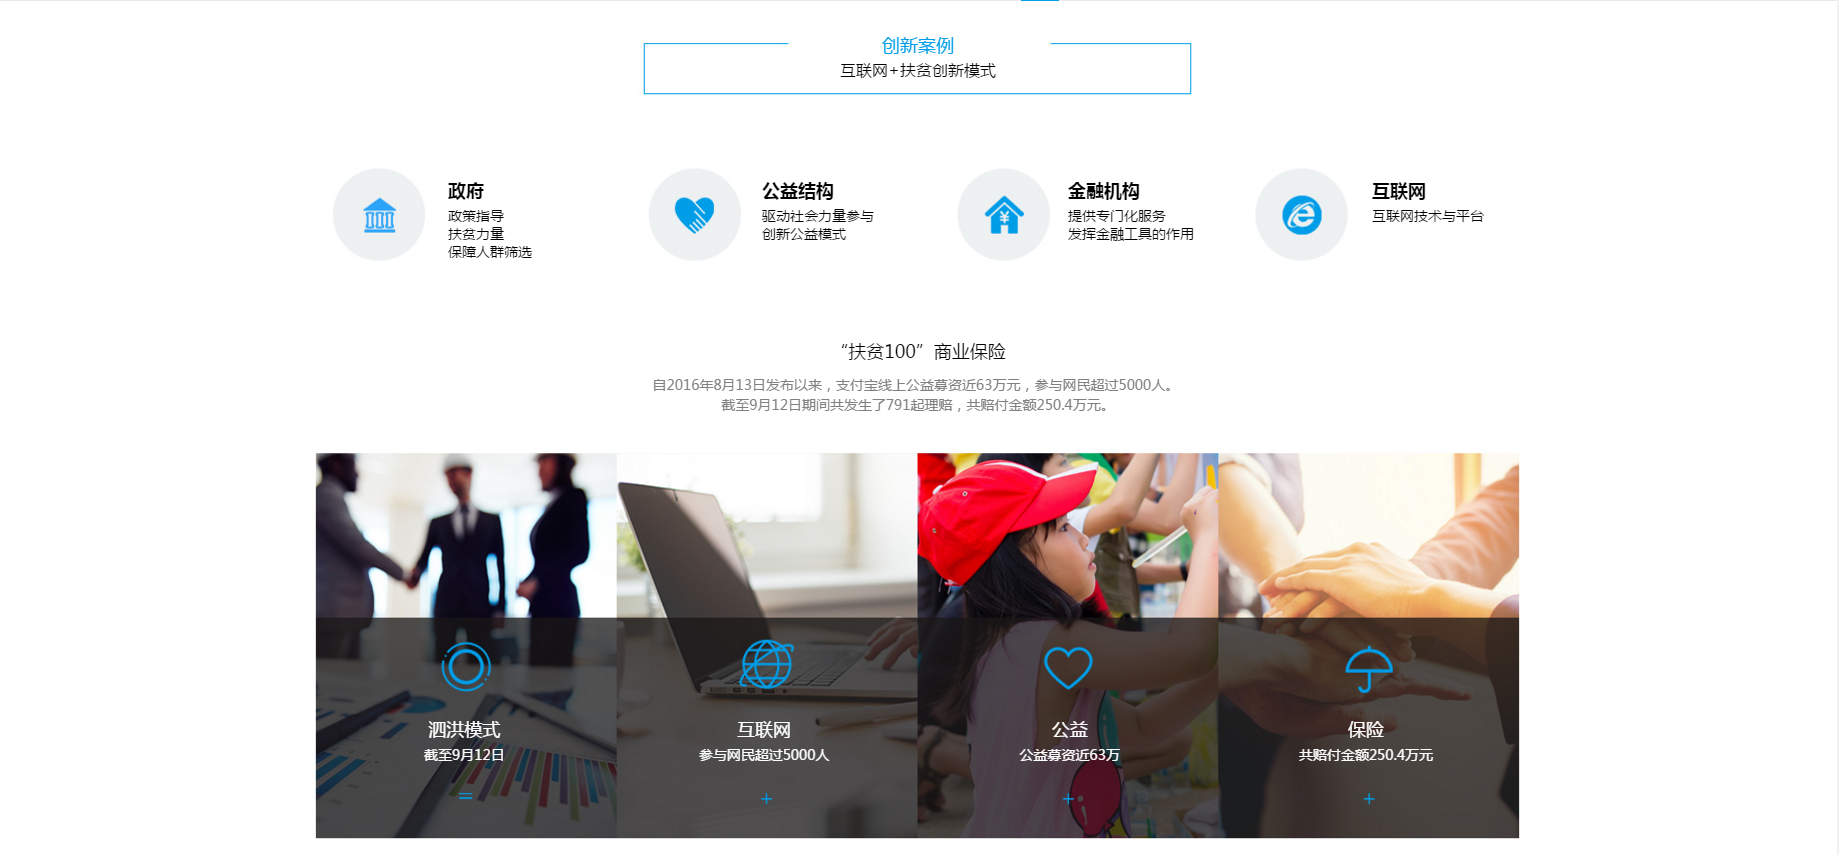 创新案例
互联网+扶贫创新模式
政府
政策指导
扶贫力量
保障人群筛选
公益结构
驱动社会力量参与
创新公益模式
金融机构
提供专门化服务
发挥金融工具的作用
互联网
互联网技术与平台
“扶贫100”商业保险
自2016年8月13日发布以来，支付宝线上公益募资近63万元，参与网民超过5000人。
截至9月12日期间共发生了791起理赔，共赔付金额250.4万元。
泗洪模式
截至9月12日
=
互联网
参与网民超过5000人
+
公益
公益募资近63万
+
保险
共赔付金额250.4万元
+